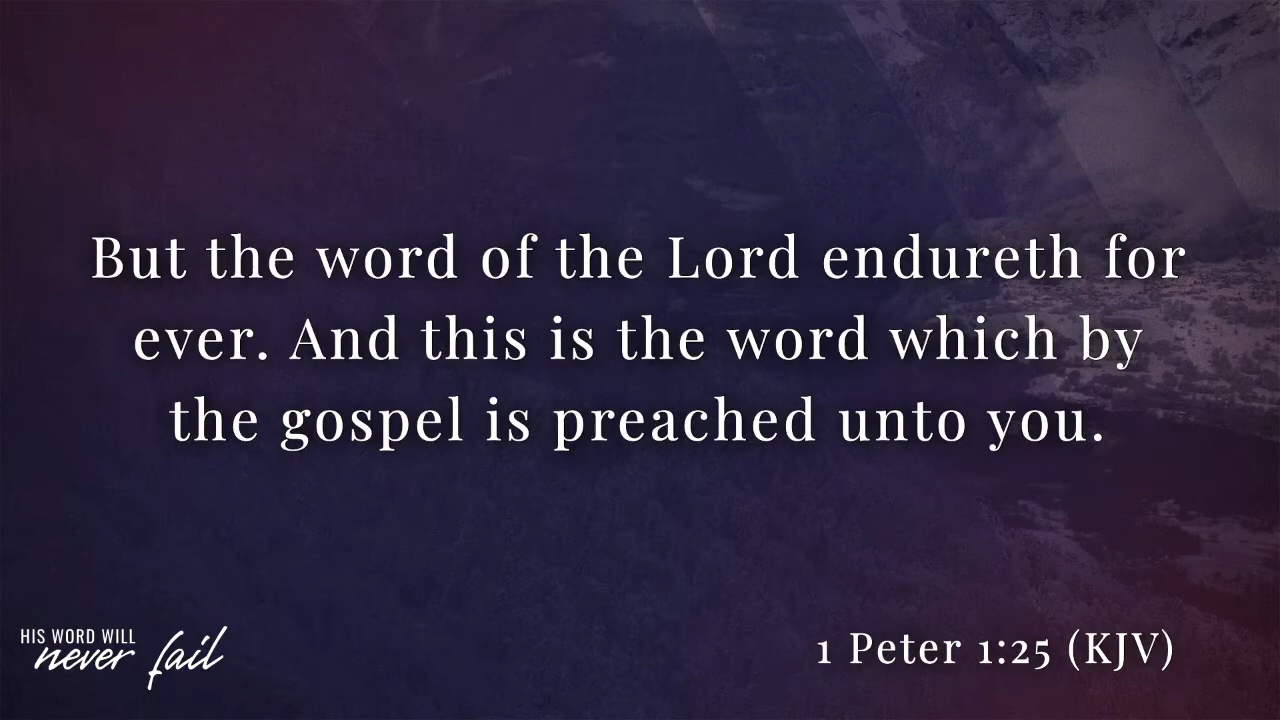 But the word of the Lord endureth for
ever. And this is the word which by
the gospel is preached unto you.
HIS WORD WILL
never fail
1 Peter 1:25 (KJV)